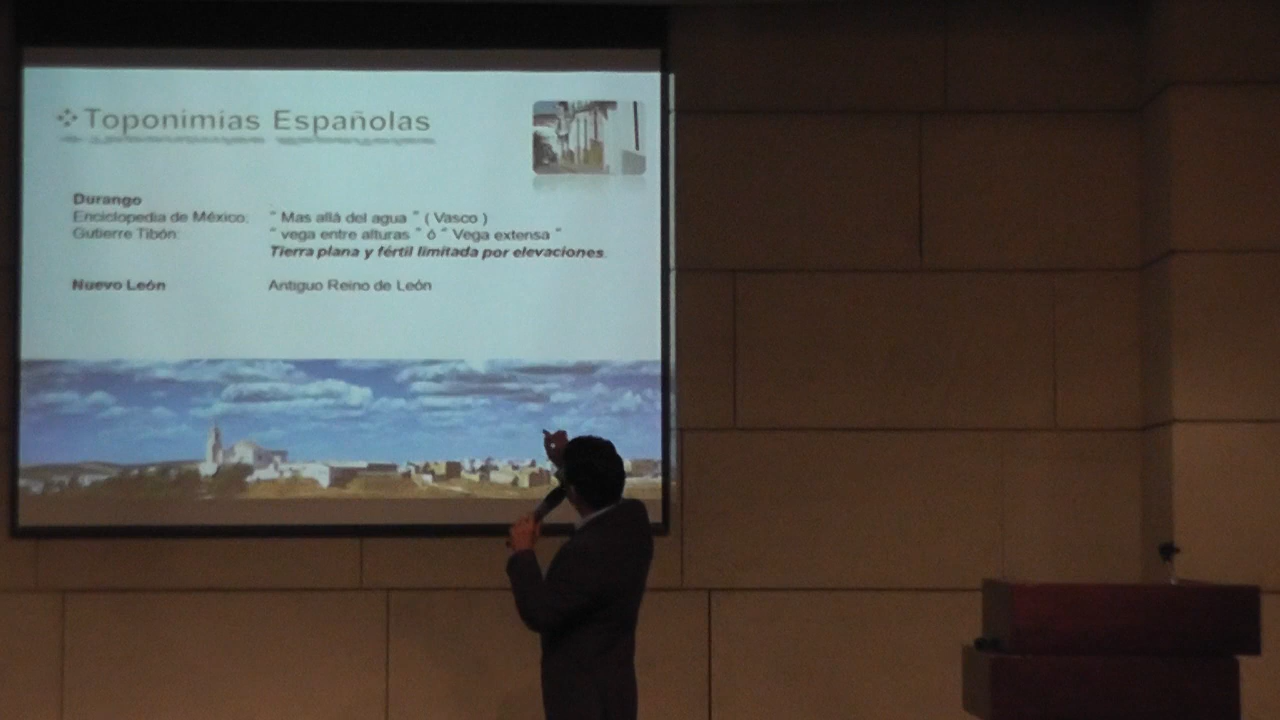 Toponimias Españolas
Durango
Enciclopedia de México: " Mas allá del agua " ( Vasco )
Gutierre Tibón: " vega entre alturas " ó " Vega extensa "
Tierra plana y fértil limitada por elevaciones.
Nuevo León Antiguo Reino de León